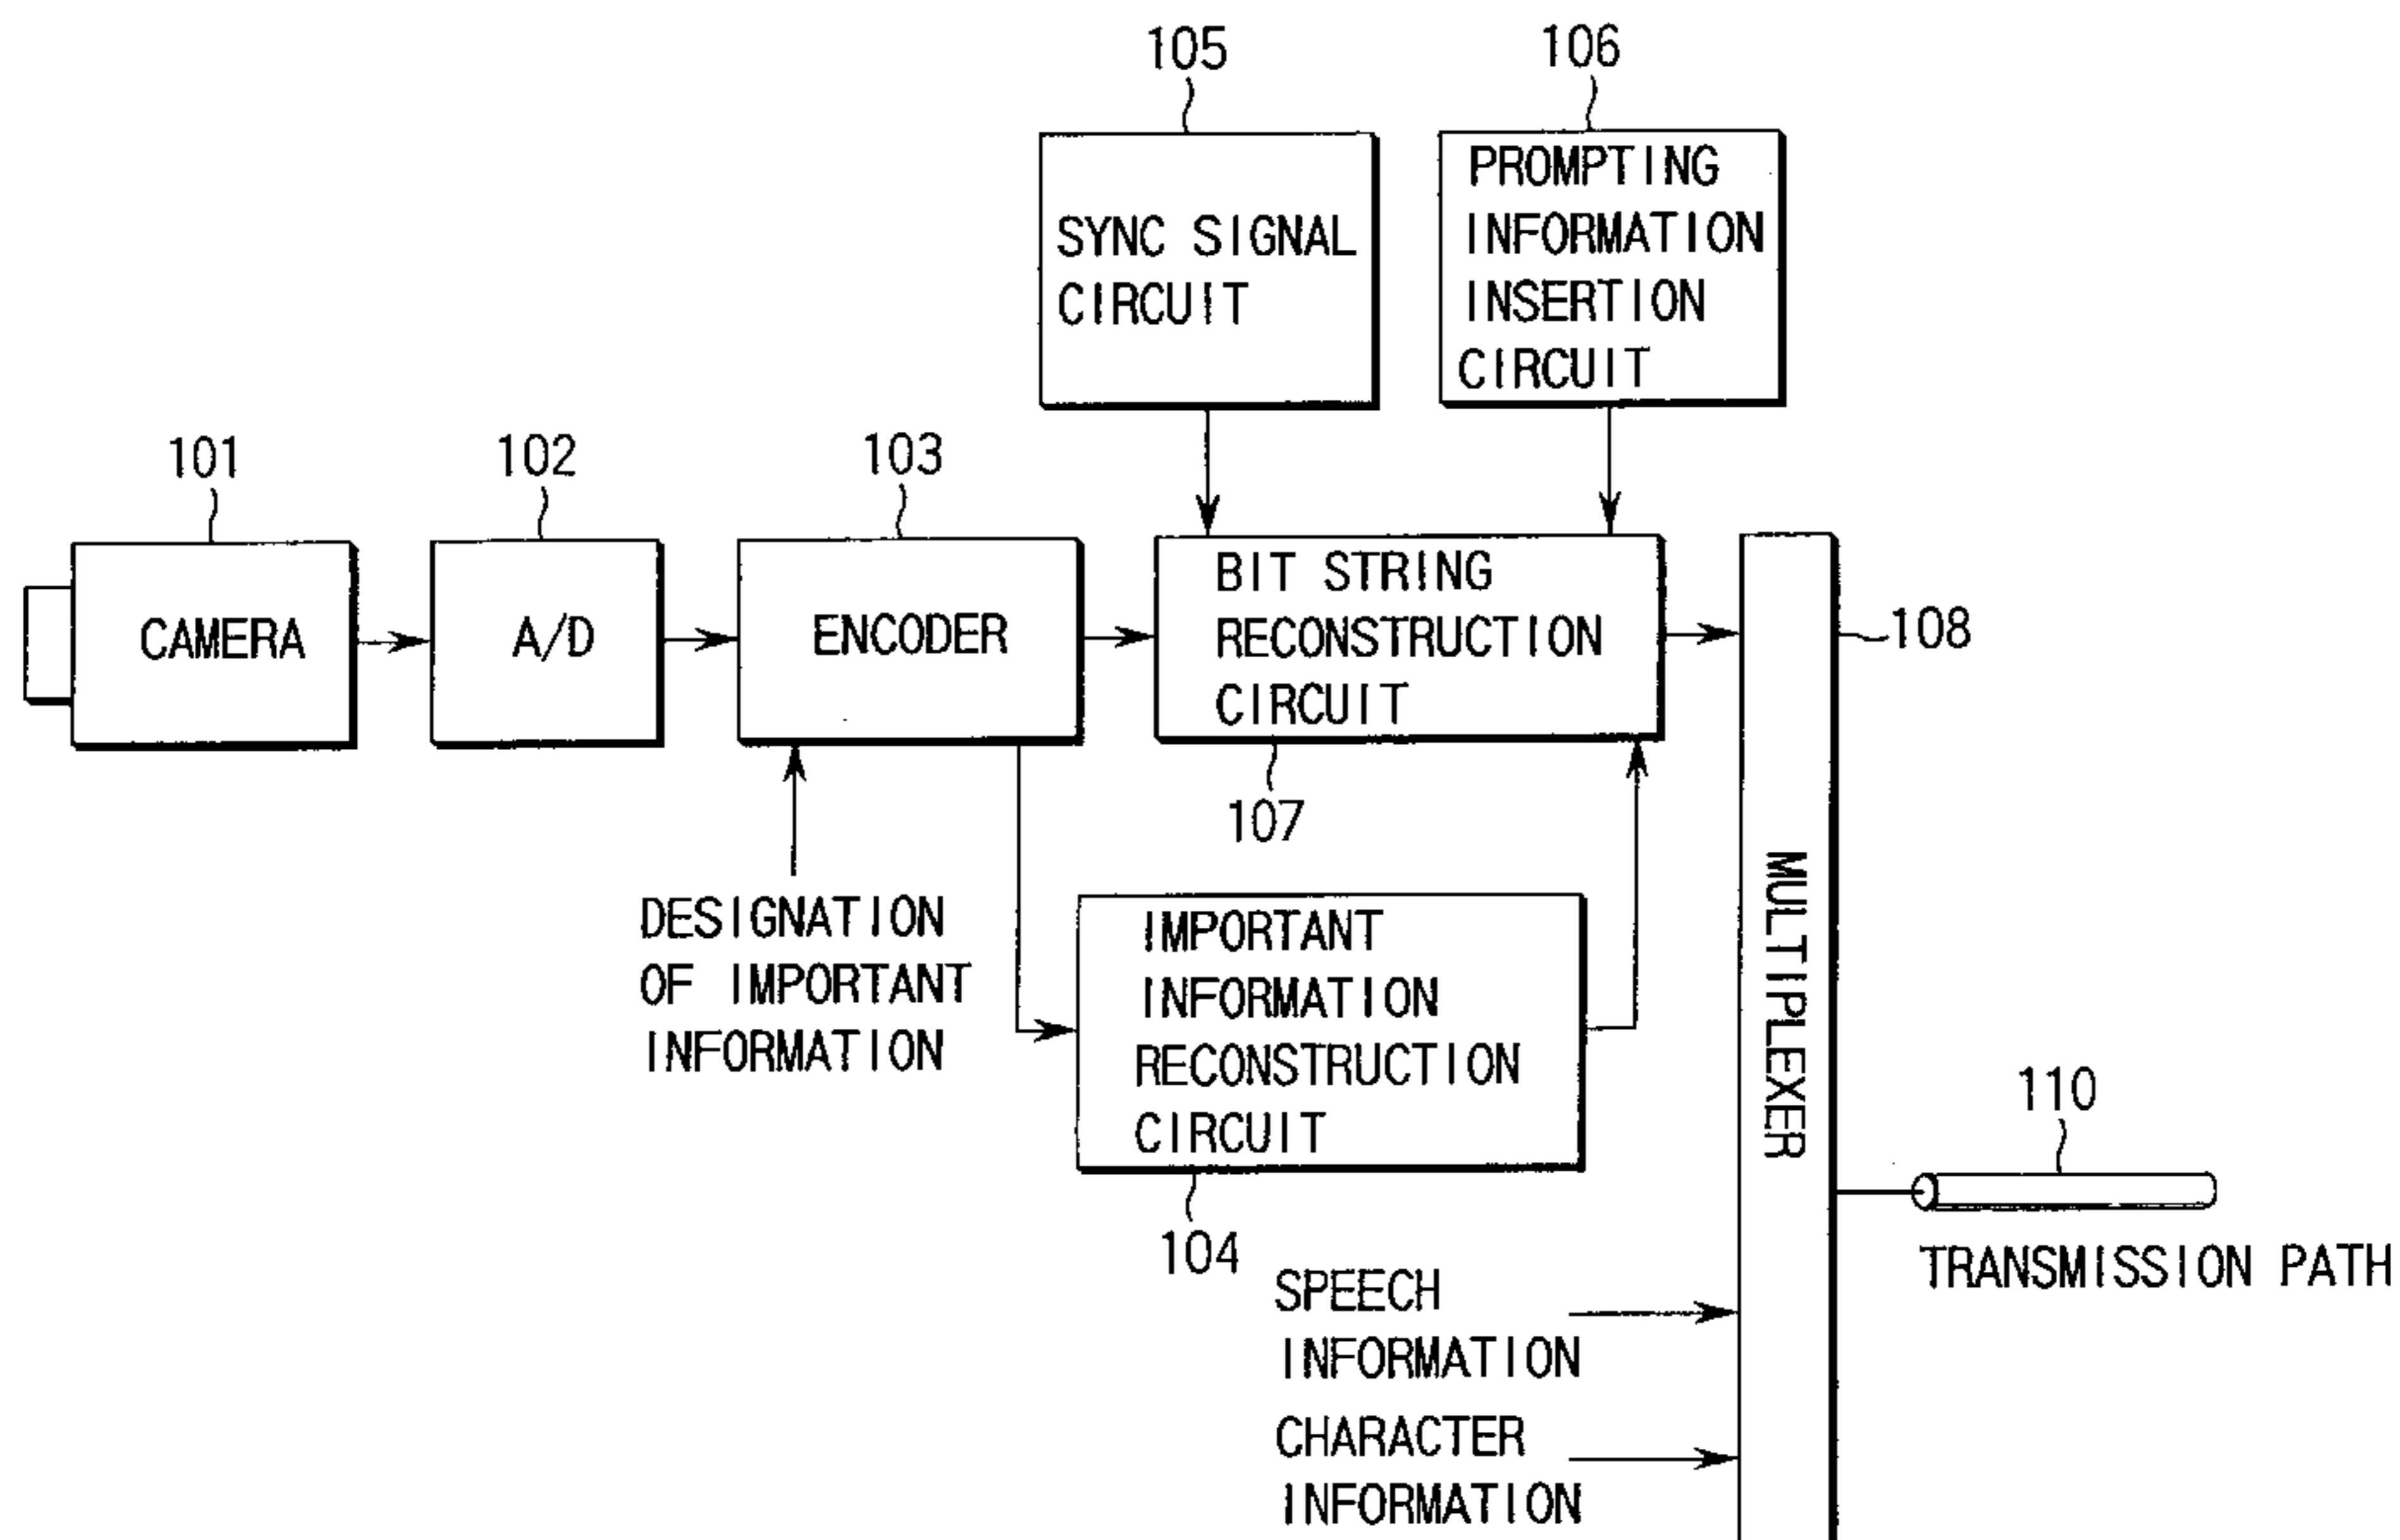 105
106
SYNC SIGNAL
CIRCUIT
PROMPTING
INFORMATION
INSERTION
CIRCUIT
101
102
103
CAMERA
A/D
ENCODER
BIT STRING
RECONSTRUCTION
CIRCUIT
108
107
DESIGNATION
OF IMPORTANT
INFORMATION
IMPORTANT
INFORMATION
RECONSTRUCTION
CIRCUIT
104
MULTIPLEXER
110
TRANSMISSION PATH
SPEECH
INFORMATION
CHARACTER
INFORMATION